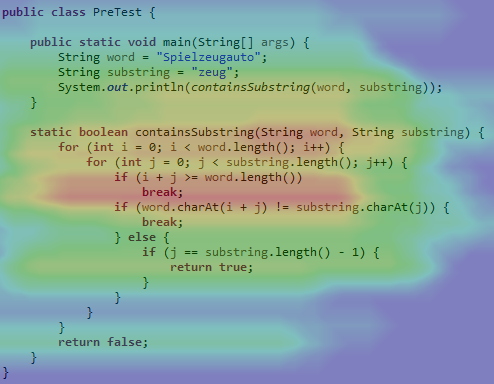 public class PreTest {
public static void main(String[] args) {
String word = "Spielzeugauto";
String substring = "zeug";
System.out.println(containsSubstring(word, substring));
}
static boolean containsSubstring(String word, String substring) {
for (int i = 0; i < word.length(); i++) {
for (int j = 0; j < substring.length(); j++) {
if (i + j >= word.length())
break;
if (word.charAt(i + j) != substring.charAt(j)) {
break;
} else {
if (j == substring.length() - 1) {
return true;
}
}
}
}
return false;
}
}